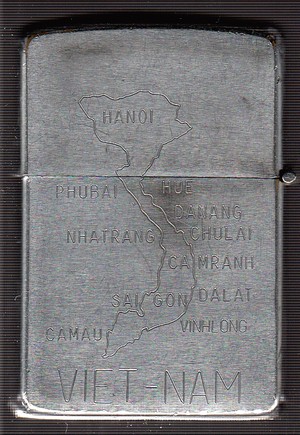 HANOI
PHUBAI HUE
DANANG
NHATRANG CHULAI
CAMRANH
SAIGON DALAT
CAMAU VINHLONG
VIET-NAM